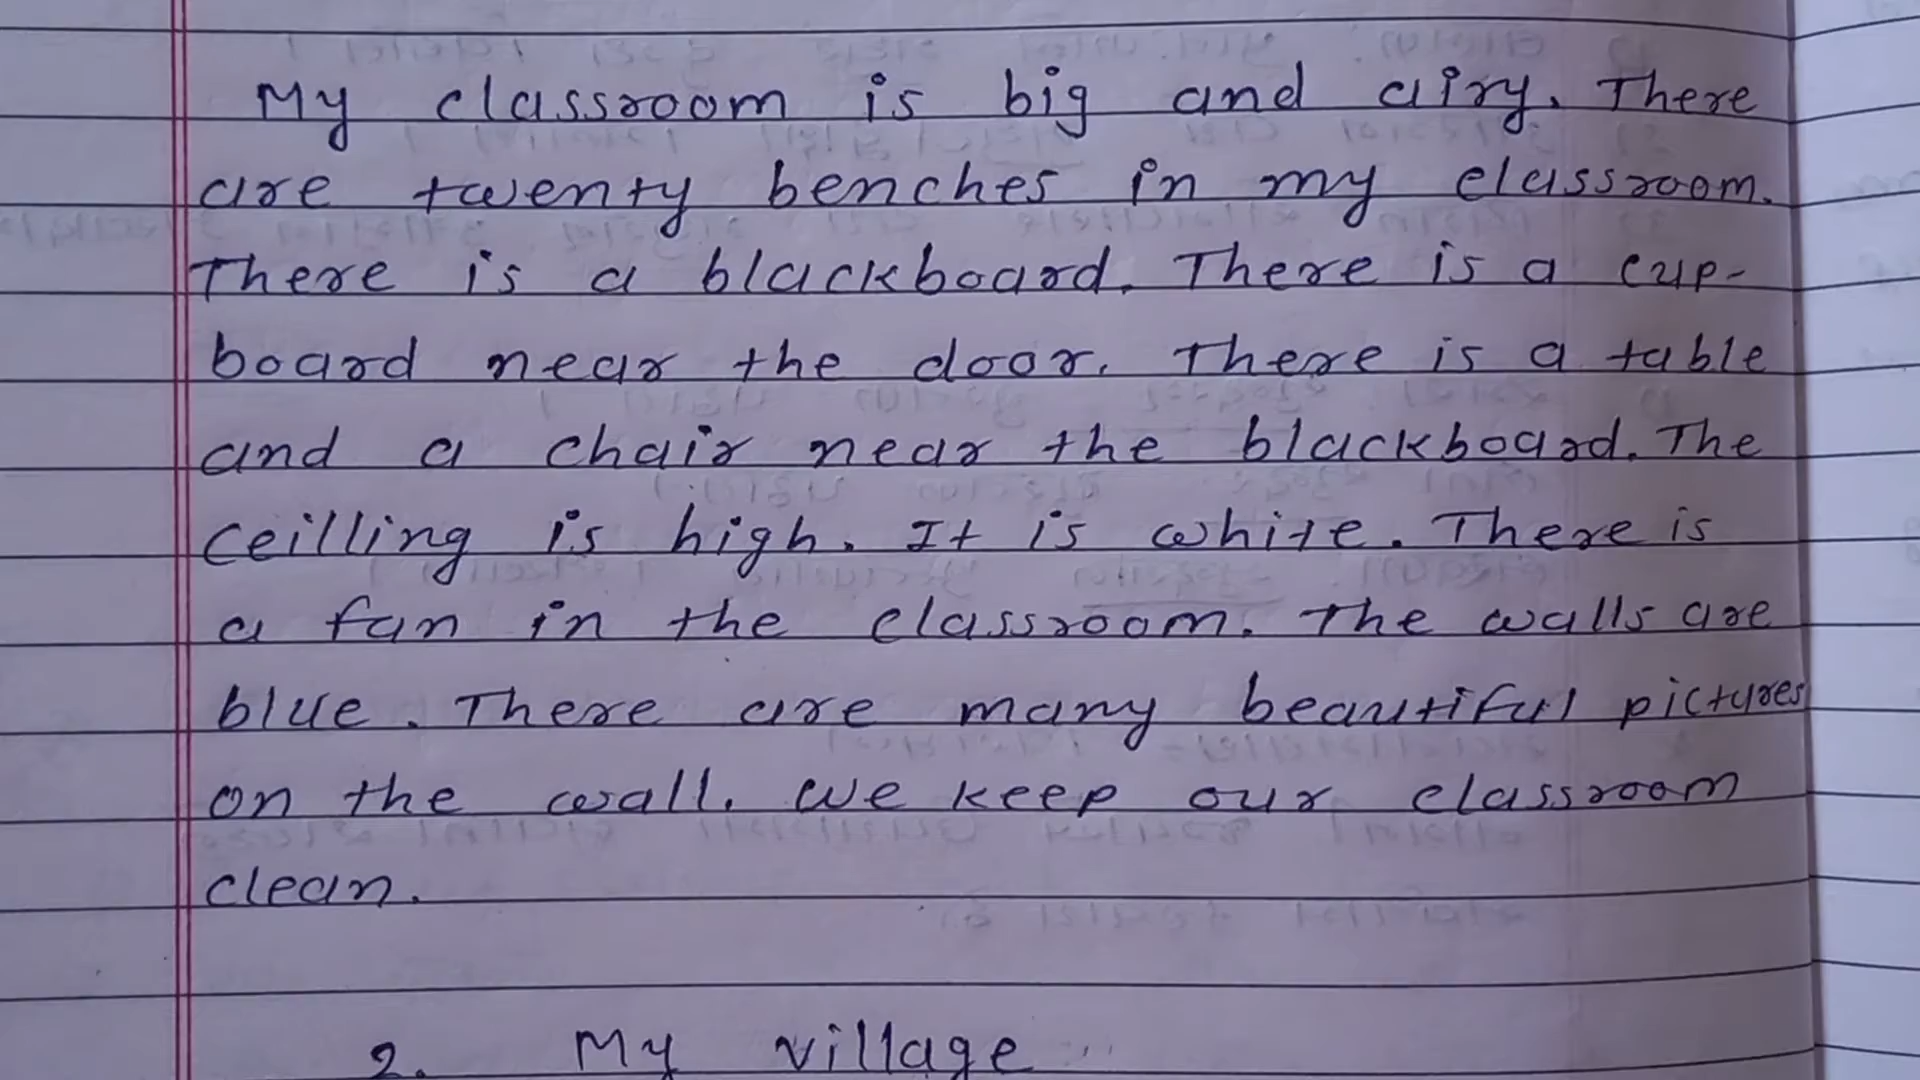 My classroom is big and airy. There
are twenty benches in my classroom.
There is a blackboard. There is a cup-
board near the door. There is a table
and a chair near the blackboard. The
ceilling is high. It is white. There is
a fan in the classroom. The walls are
blue. There are many beautiful pictures
on the wall. We keep our classroom
clean.
2. My village